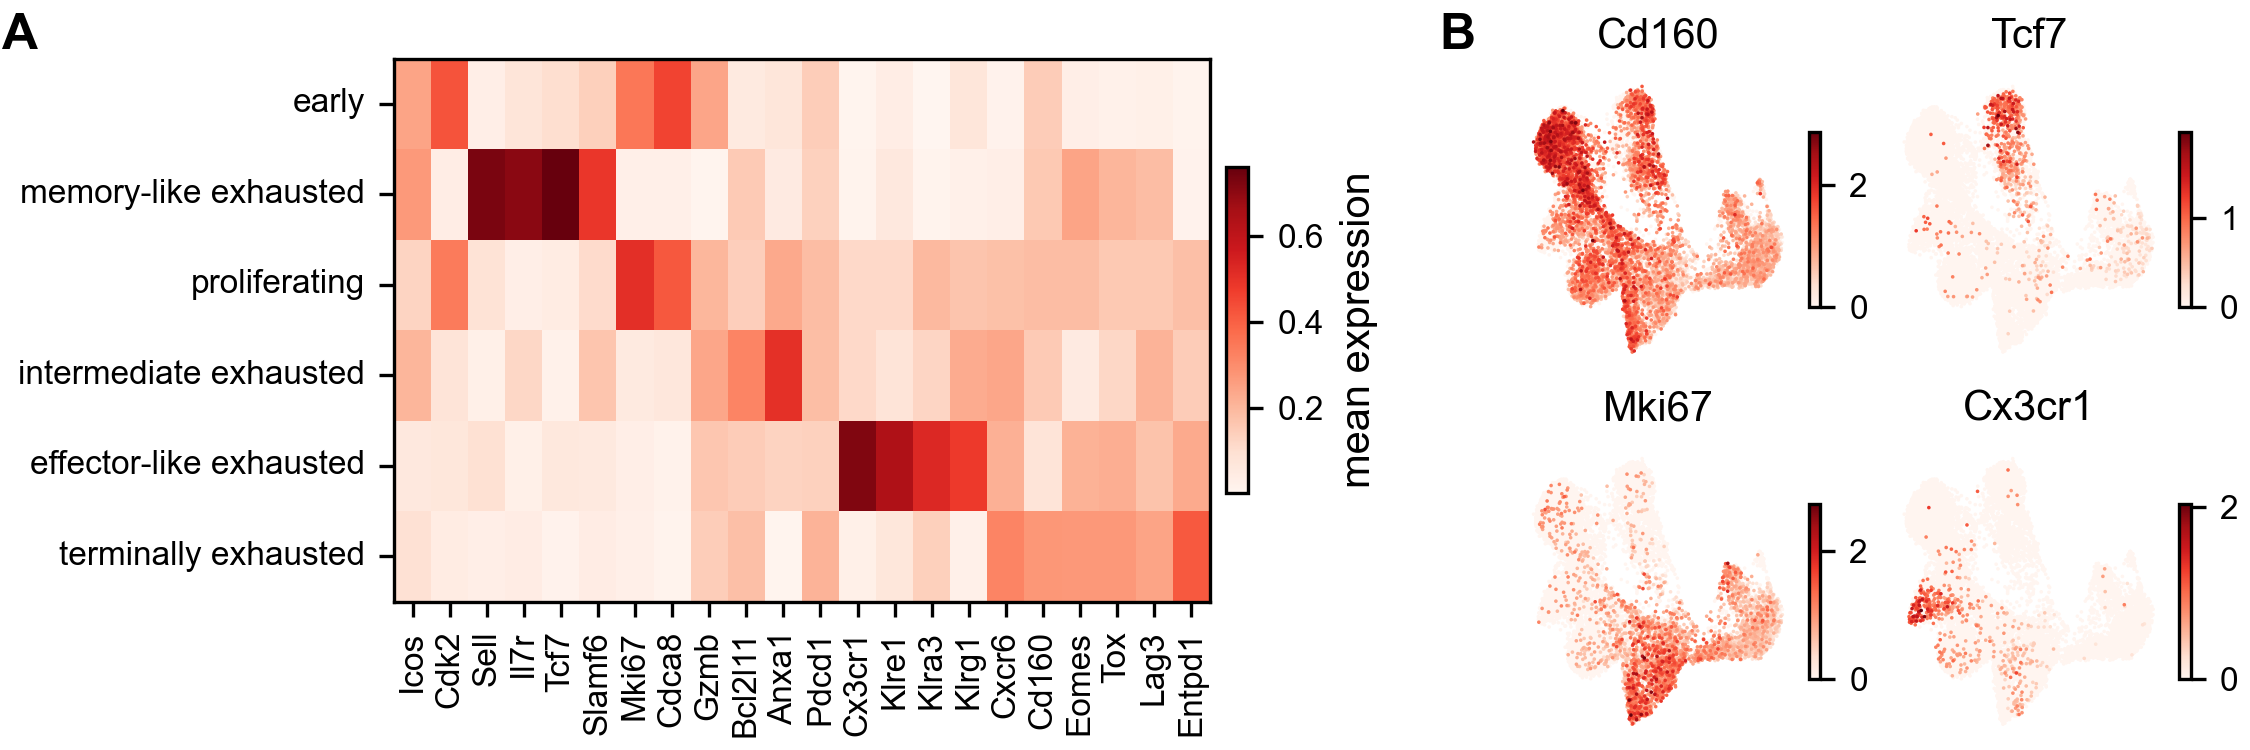 A
early
memory-like exhausted
proliferating
intermediate exhausted
effector-like exhausted
terminally exhausted
Icos
Cdk2
Sell
Il7r
Tcf7
Slamf6
Mki67
Cdca8
Gzmb
Bcl2l11
Anxa1
Pdcd1
Cx3cr1
Klre1
Klra3
Klrg1
Cxcr6
Cd160
Eomes
Tox
Lag3
Entpd1
0.6
0.4
0.2
mean expression
B
Cd160
2
0
Tcf7
1
0
Mki67
2
0
Cx3cr1
2
0